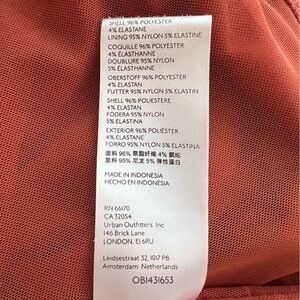 SHELL 96% POLYESTER
4% ELASTANE
LINING 95% NYLON 5% ELASTINE
COQUILLE 96% POLYESTER
4% ÉLASTHANNE
DOUBLURE 95% NYLON
5% ÉLASTHANNE
OBERSTOFF 96% POLYESTER
4% ELASTAN
FUTTER 95% NYLON 5% ELASTIN
SHELL 96% POLIESTERE
4% ELASTAN
FODERA 95% NYLON
5% ELASTINA
EXTERIOR 96% POLIÉSTER
4% ELASTANO
FORRO 95% NYLON 5% ELASTINA
面料 96% 聚酯纤维 4% 氨纶
里料 95% 尼龙 5% 弹性蛋白
MADE IN INDONESIA
HECHO EN INDONESIA
RN 66170
CA 32054
Urban Outfitters Inc
146 Brick Lane
LONDON, E1 6RU
Leidsestraat 32, 1017 PB
Amsterdam Netherlands
OB1431653